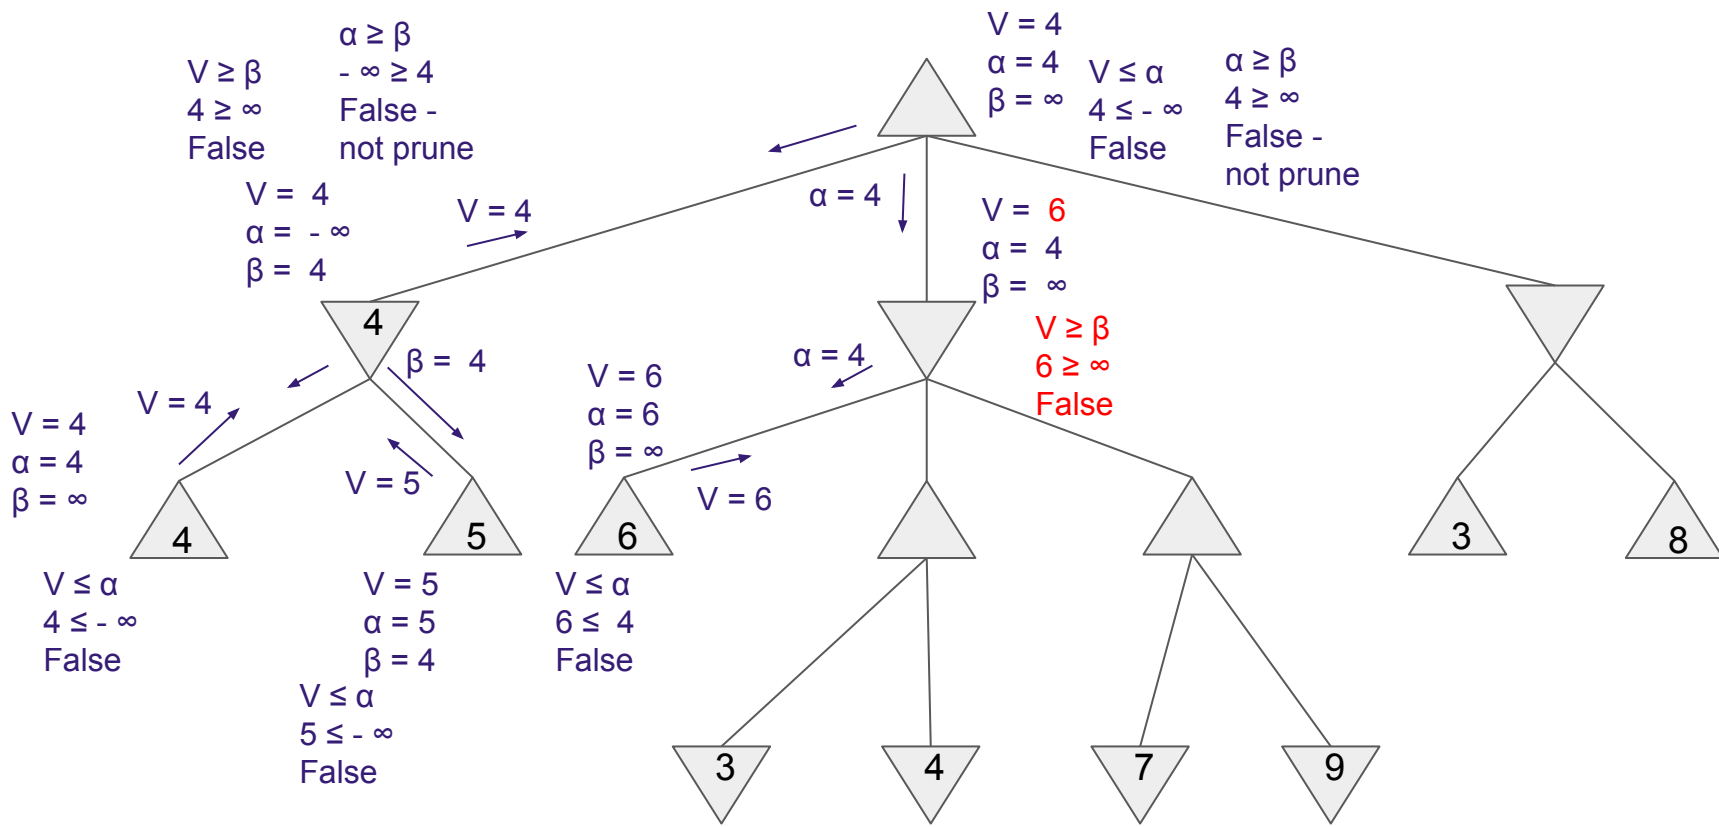 V = 4
α = 4
β = ∞
α ≥ β
- ∞ ≥ 4
False -
not prune
V ≥ β
4 ≥ ∞
False
V ≤ α
4 ≤ - ∞
False
α ≥ β
4 ≥ ∞
False -
not prune
V = 4
α = - ∞
β = 4
V = 4
α = 4
V = 6
α = 4
β = ∞
4
V ≥ β
6 ≥ ∞
False
β = 4
α = 4
V = 4
V = 6
α = 6
β = ∞
V = 4
α = 4
β = ∞
V = 5
V = 6
4
5
6
3
8
V ≤ α
4 ≤ - ∞
False
V = 5
α = 5
β = 4
V ≤ α
6 ≤ 4
False
V ≤ α
5 ≤ - ∞
False
3
4
7
9